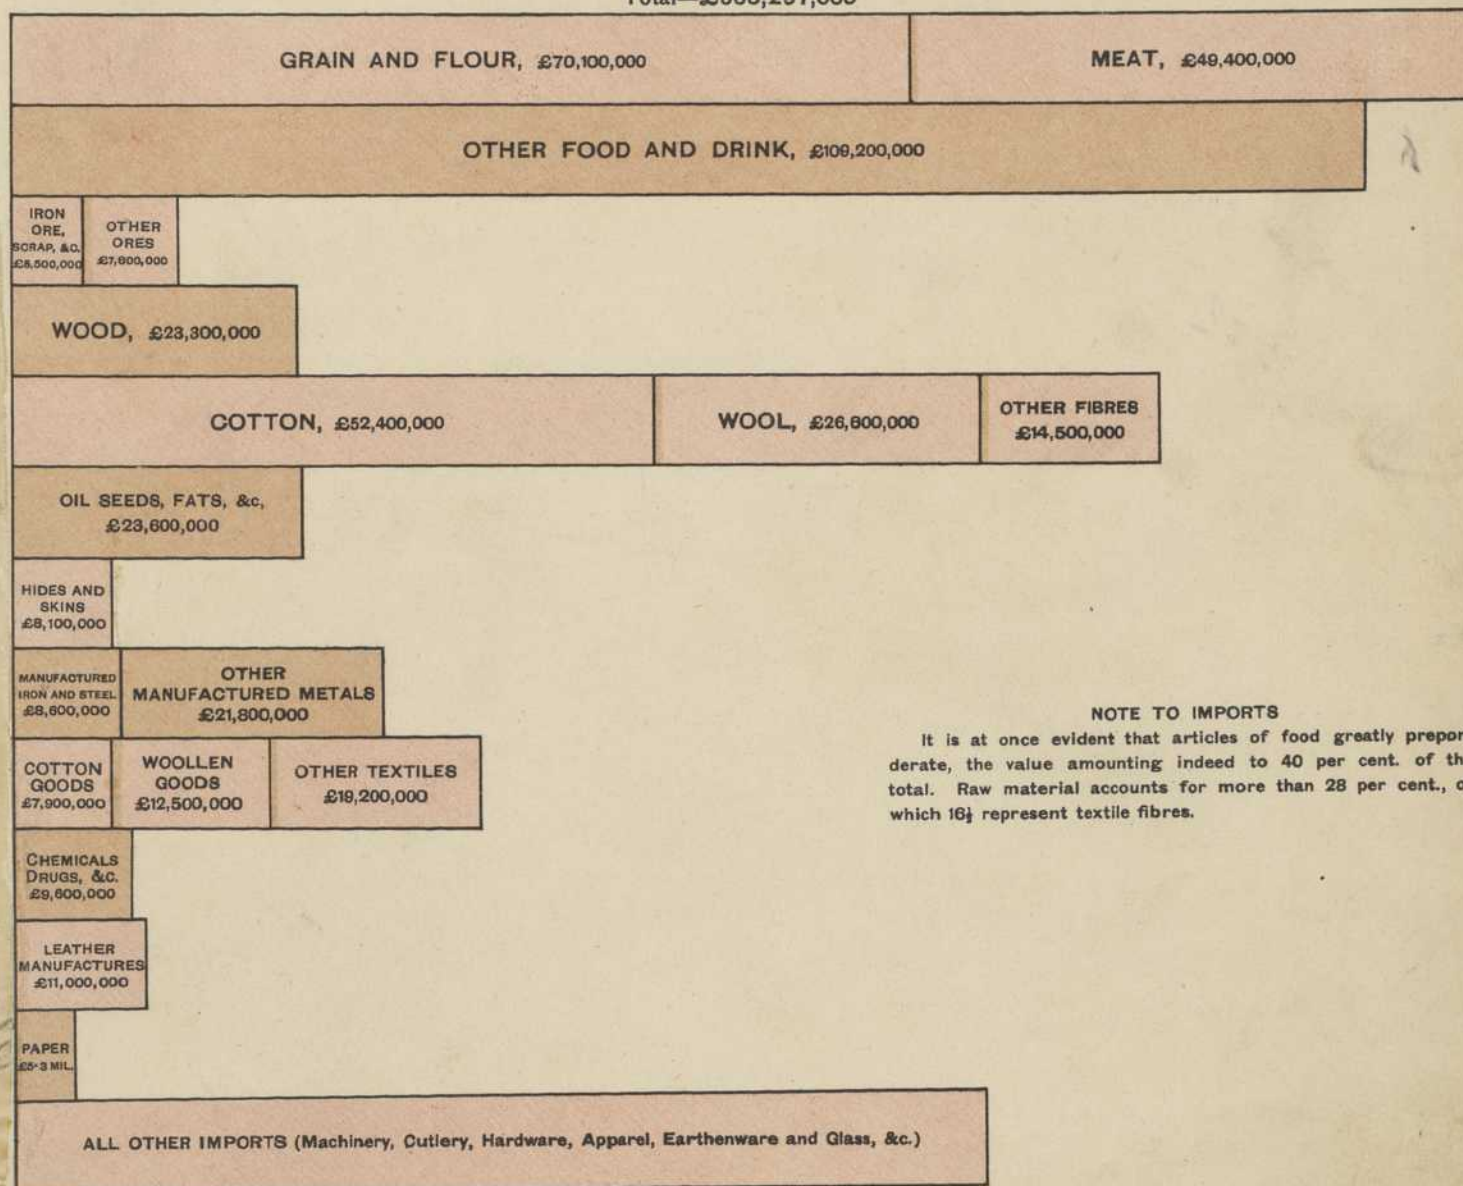 GRAIN AND FLOUR, £70,100,000
MEAT, £49,400,000
OTHER FOOD AND DRINK, £109,200,000
IRON
ORE,
SCRAP, &C.
OTHER
ORES
WOOD, £23,300,000
COTTON, £52,400,000
WOOL, £26,600,000
OTHER FIBRES
£14,500,000
OIL SEEDS, FATS, &c,
£23,600,000
HIDES AND
SKINS
£8,100,000
MANUFACTURED
IRON AND STEEL
£8,600,000
OTHER
MANUFACTURED METALS
£21,800,000
COTTON
GOODS
£7,900,000
WOOLLEN
GOODS
£12,500,000
OTHER TEXTILES
£19,200,000
CHEMICALS
DRUGS, &C.
£9,600,000
LEATHER
MANUFACTURES
£11,000,000
PAPER
£5·3 MIL.
ALL OTHER IMPORTS (Machinery, Cutlery, Hardware, Apparel, Earthenware and Glass, &c.)
NOTE TO IMPORTS
It is at once evident that articles of food greatly prepon
derate, the value amounting indeed to 40 per cent. of th
total. Raw material accounts for more than 28 per cent., o
which 16½ represent textile fibres.